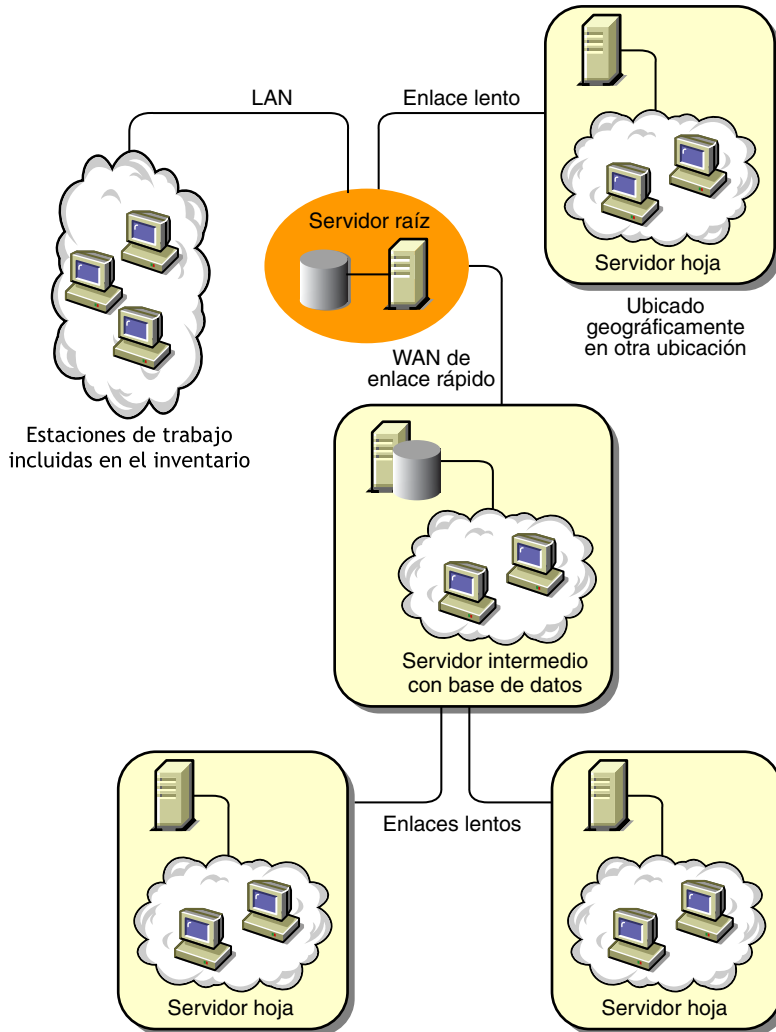 LAN
Enlace lento
Servidor raíz
Servidor hoja
Ubicado
geográficamente
en otra ubicación
WAN de
enlace rápido
Estaciones de trabajo
incluidas en el inventario
Servidor intermedio
con base de datos
Enlaces lentos
Servidor hoja
Servidor hoja